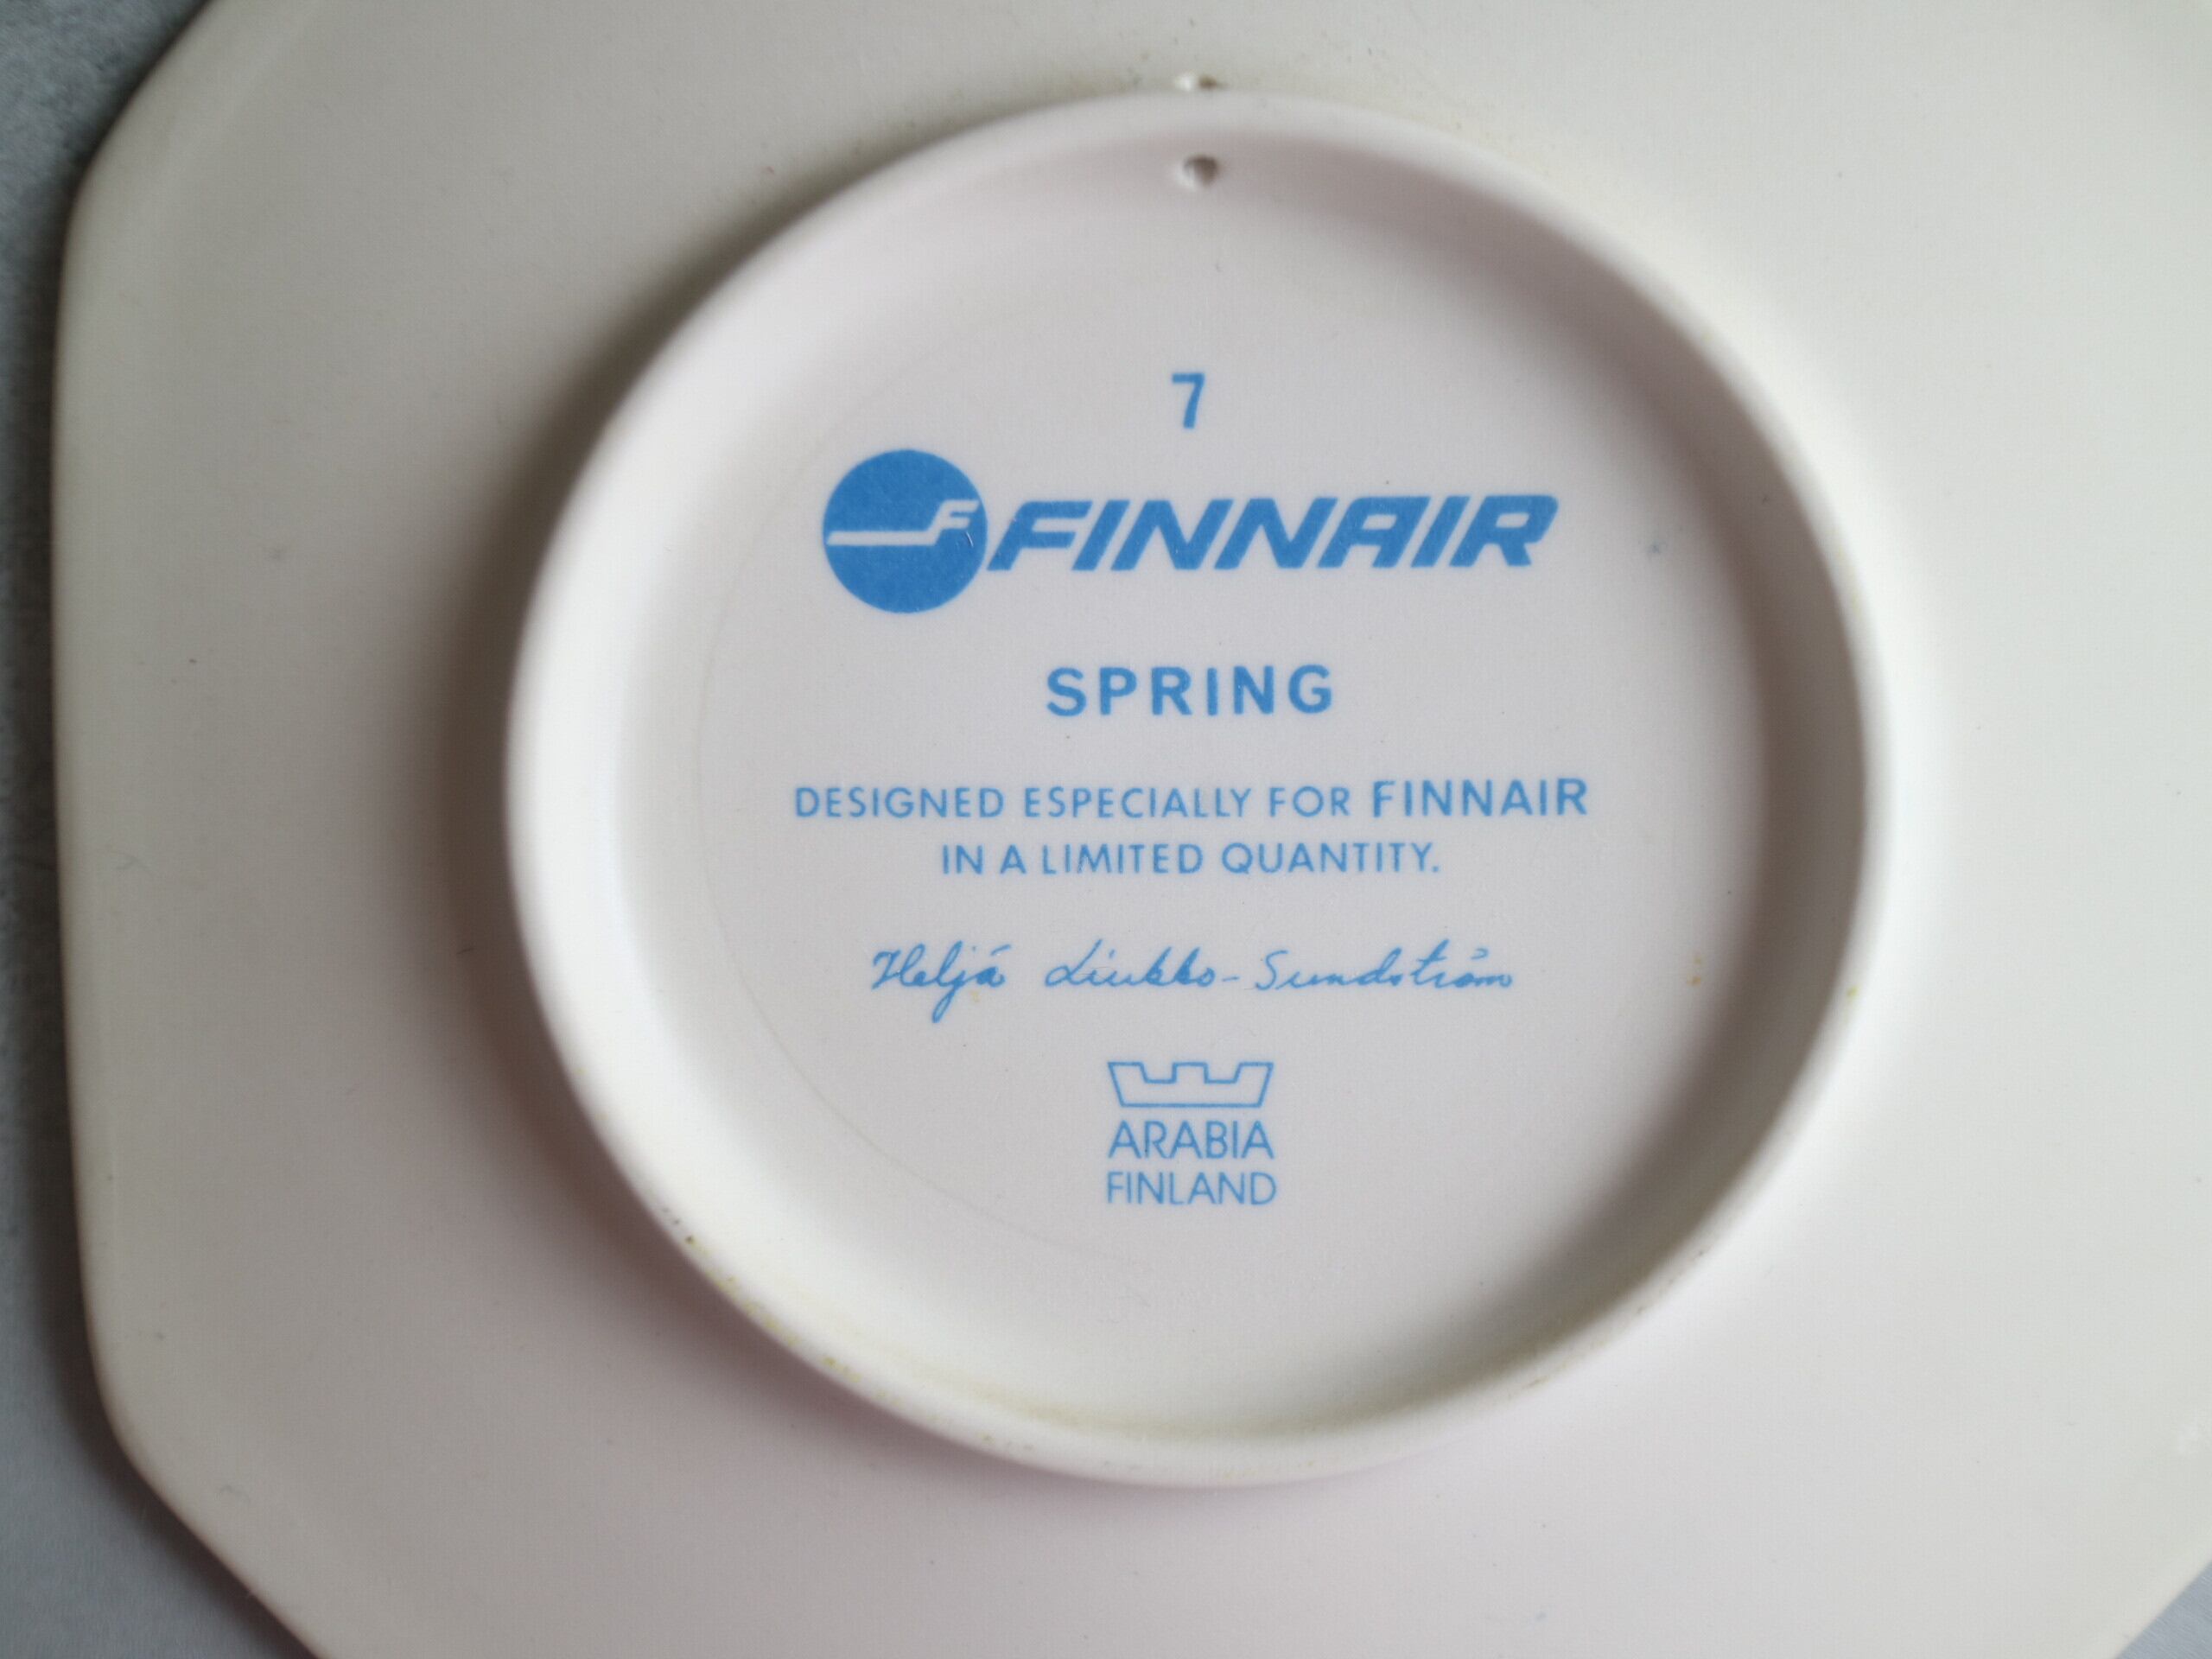 7
F FINNAIR
SPRING
DESIGNED ESPECIALLY FOR FINNAIR
IN A LIMITED QUANTITY.
Heljä Liukko-Sundström
ARABIA
FINLAND